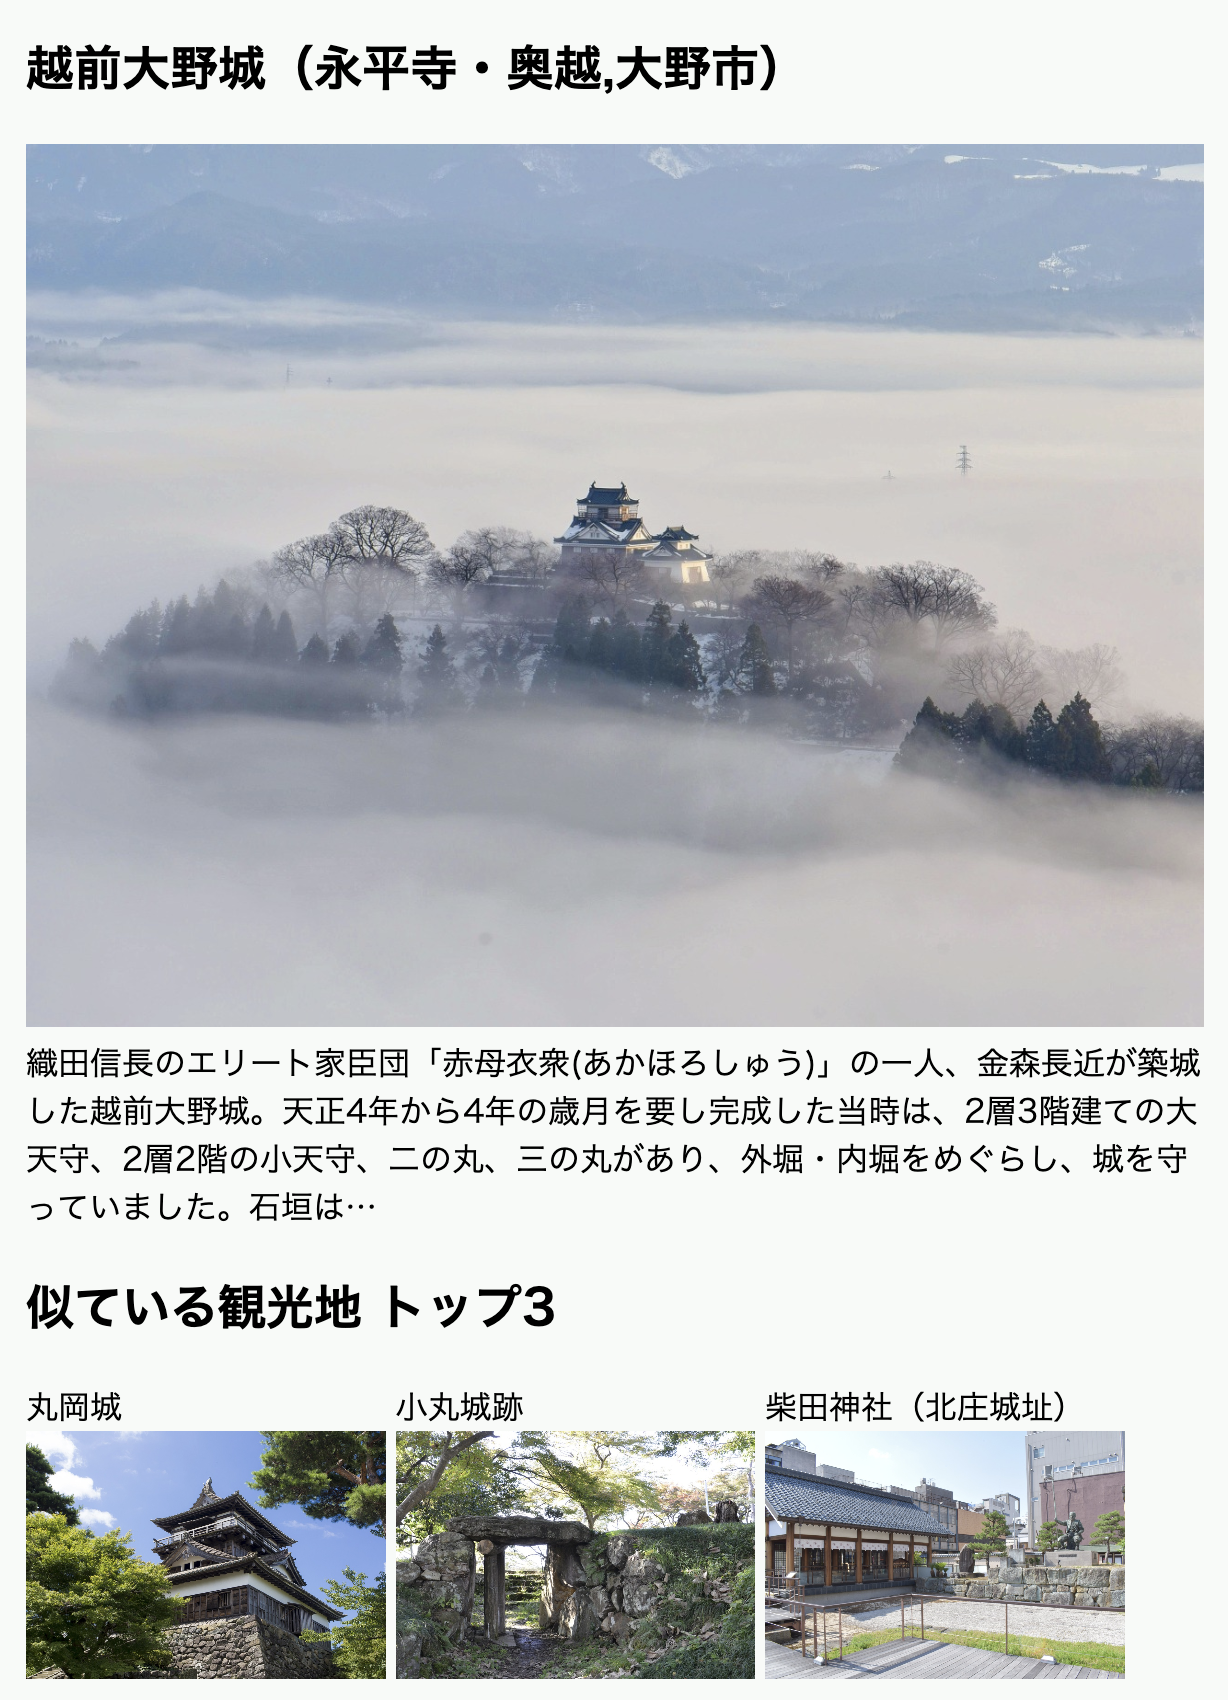 越前大野城（永平寺・奥越,大野市）
織田信長のエリート家臣団「赤母衣衆(あかほろしゅう)」の一人、金森長近が築城
した越前大野城。天正4年から4年の歳月を要し完成した当時は、2層3階建ての大
天守、2層2階の小天守、二の丸、三の丸があり、外堀・内堀をめぐらし、城を守
っていました。石垣は…
似ている観光地 トップ3
丸岡城
小丸城跡
柴田神社（北庄城址）